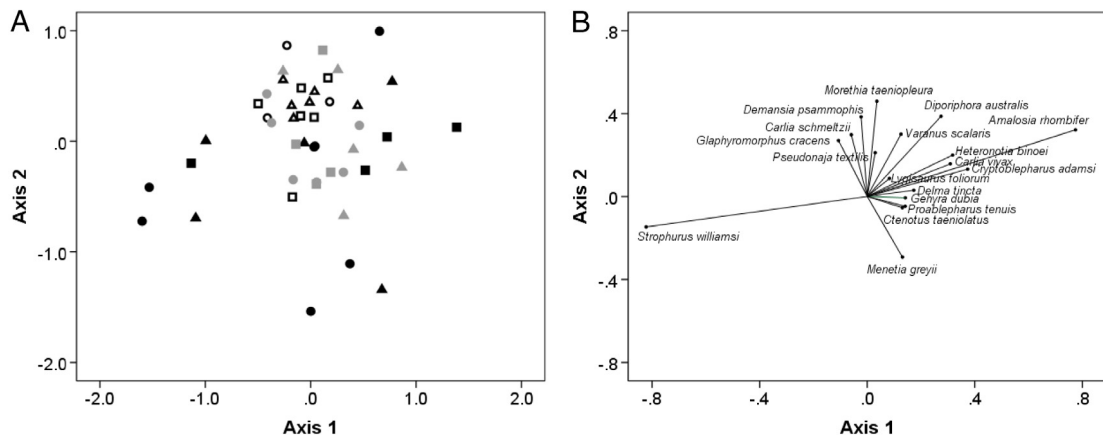 A
Axis 2
1.0
.0
-1.0
-2.0
-2.0 -1.0 .0 1.0 2.0
Axis 1
B
Axis 2
.8
.4
.0
-.4
-.8
Morethia taeniopleura
Demansia psammophis
Diporiphora australis
Carlia schmeltzii
Amalosia rhombifer
Glaphyromorphus cracens
Varanus scalaris
Pseudonaja textilis
Heteronotia binoei
Carlia vivax
Cryptoblepharus adamsi
Lygisaurus foliorum
Delma tincta
Gehyra dubia
Proablepharus tenuis
Ctenotus taeniolatus
Strophurus williamsi
Menetia greyii
-.8 -.4 .0 .4 .8
Axis 1